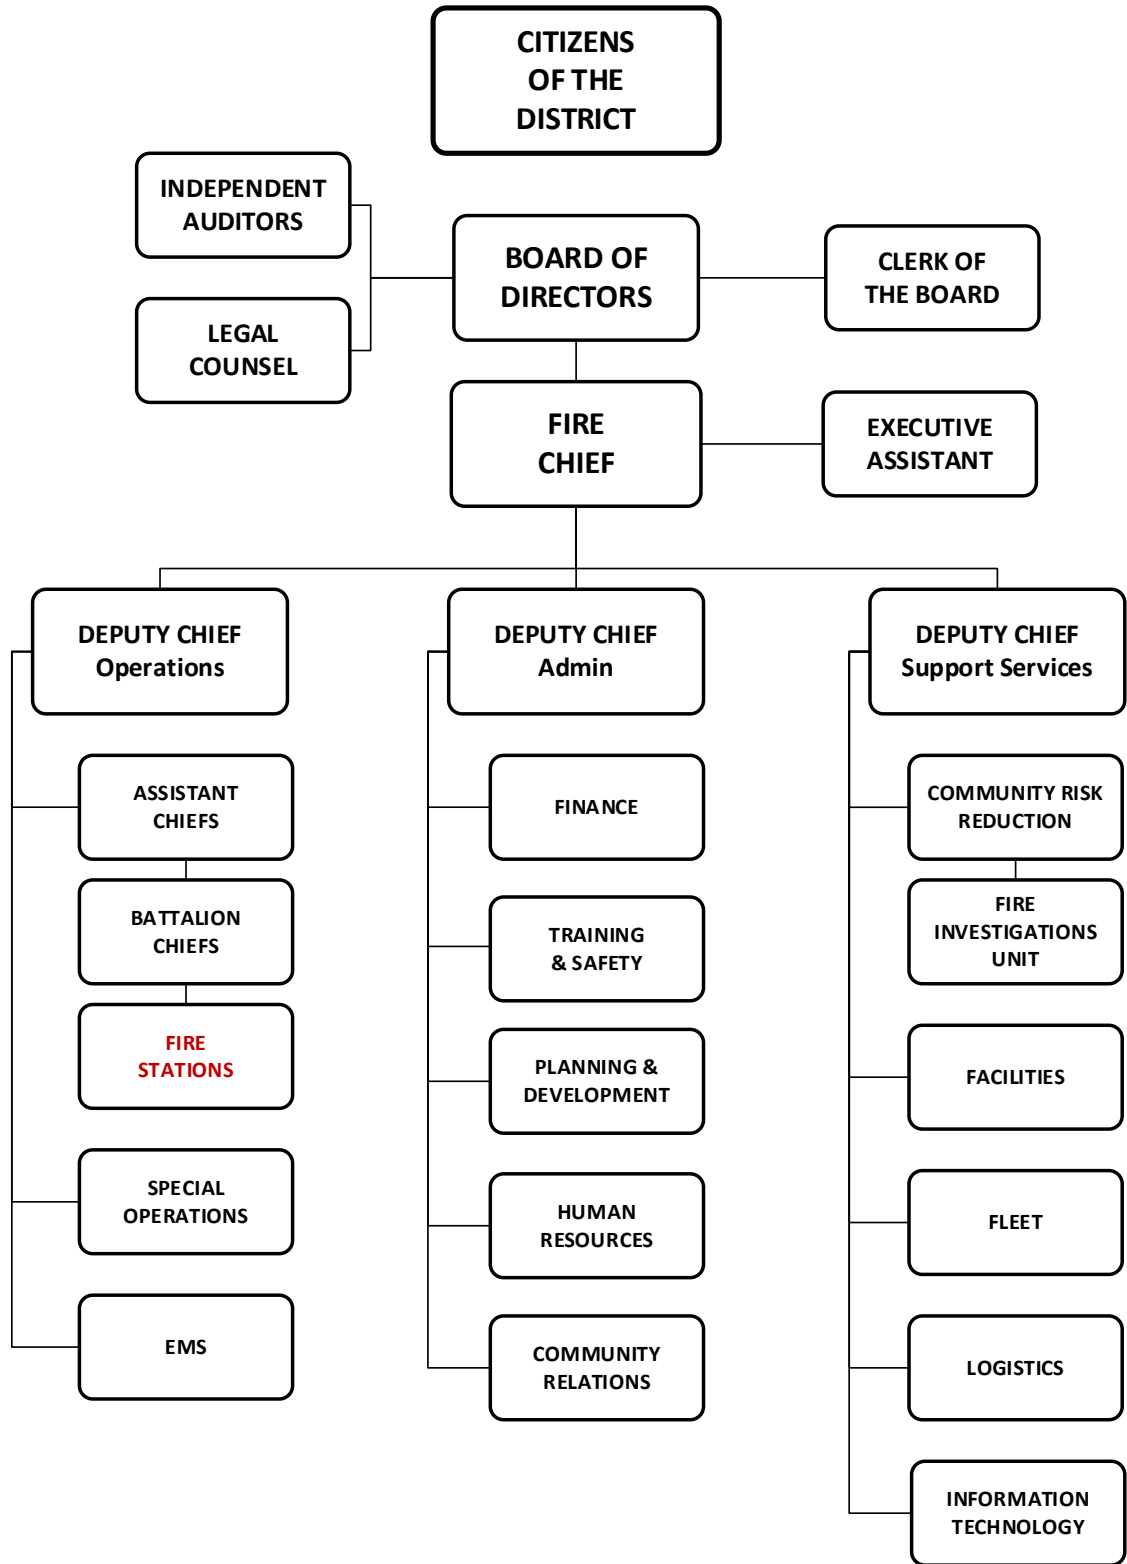 CITIZENS
OF THE
DISTRICT
INDEPENDENT
AUDITORS
BOARD OF
DIRECTORS
CLERK OF
THE BOARD
LEGAL
COUNSEL
FIRE
CHIEF
EXECUTIVE
ASSISTANT
DEPUTY CHIEF
Operations
DEPUTY CHIEF
Admin
DEPUTY CHIEF
Support Services
ASSISTANT
CHIEFS
BATTALION
CHIEFS
FIRE
STATIONS
SPECIAL
OPERATIONS
EMS
FINANCE
TRAINING
& SAFETY
PLANNING &
DEVELOPMENT
HUMAN
RESOURCES
COMMUNITY
RELATIONS
COMMUNITY RISK
REDUCTION
FIRE
INVESTIGATIONS
UNIT
FACILITIES
FLEET
LOGISTICS
INFORMATION
TECHNOLOGY